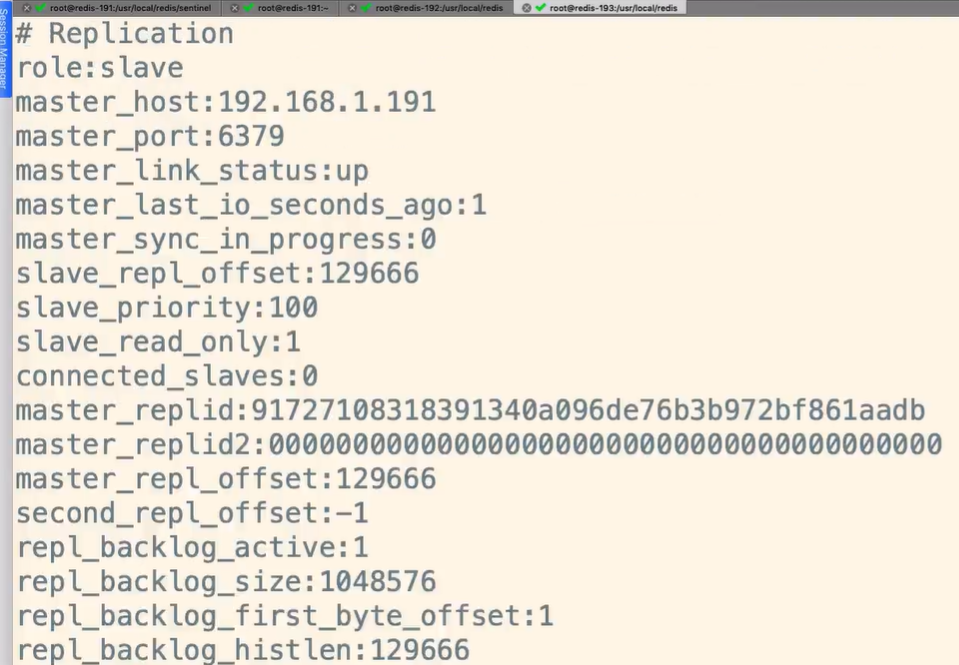 root@redis-191:/usr/local/redis/sentinel
root@redis-191:~
root@redis-192:/usr/local/redis
root@redis-193:/usr/local/redis
Session Manager
# Replication
role:slave
master_host:192.168.1.191
master_port:6379
master_link_status:up
master_last_io_seconds_ago:1
master_sync_in_progress:0
slave_repl_offset:129666
slave_priority:100
slave_read_only:1
connected_slaves:0
master_replid:91727108318391340a096de76b3b972bf861aadb
master_replid2:0000000000000000000000000000000000000000
master_repl_offset:129666
second_repl_offset:-1
repl_backlog_active:1
repl_backlog_size:1048576
repl_backlog_first_byte_offset:1
repl_backlog_histlen:129666